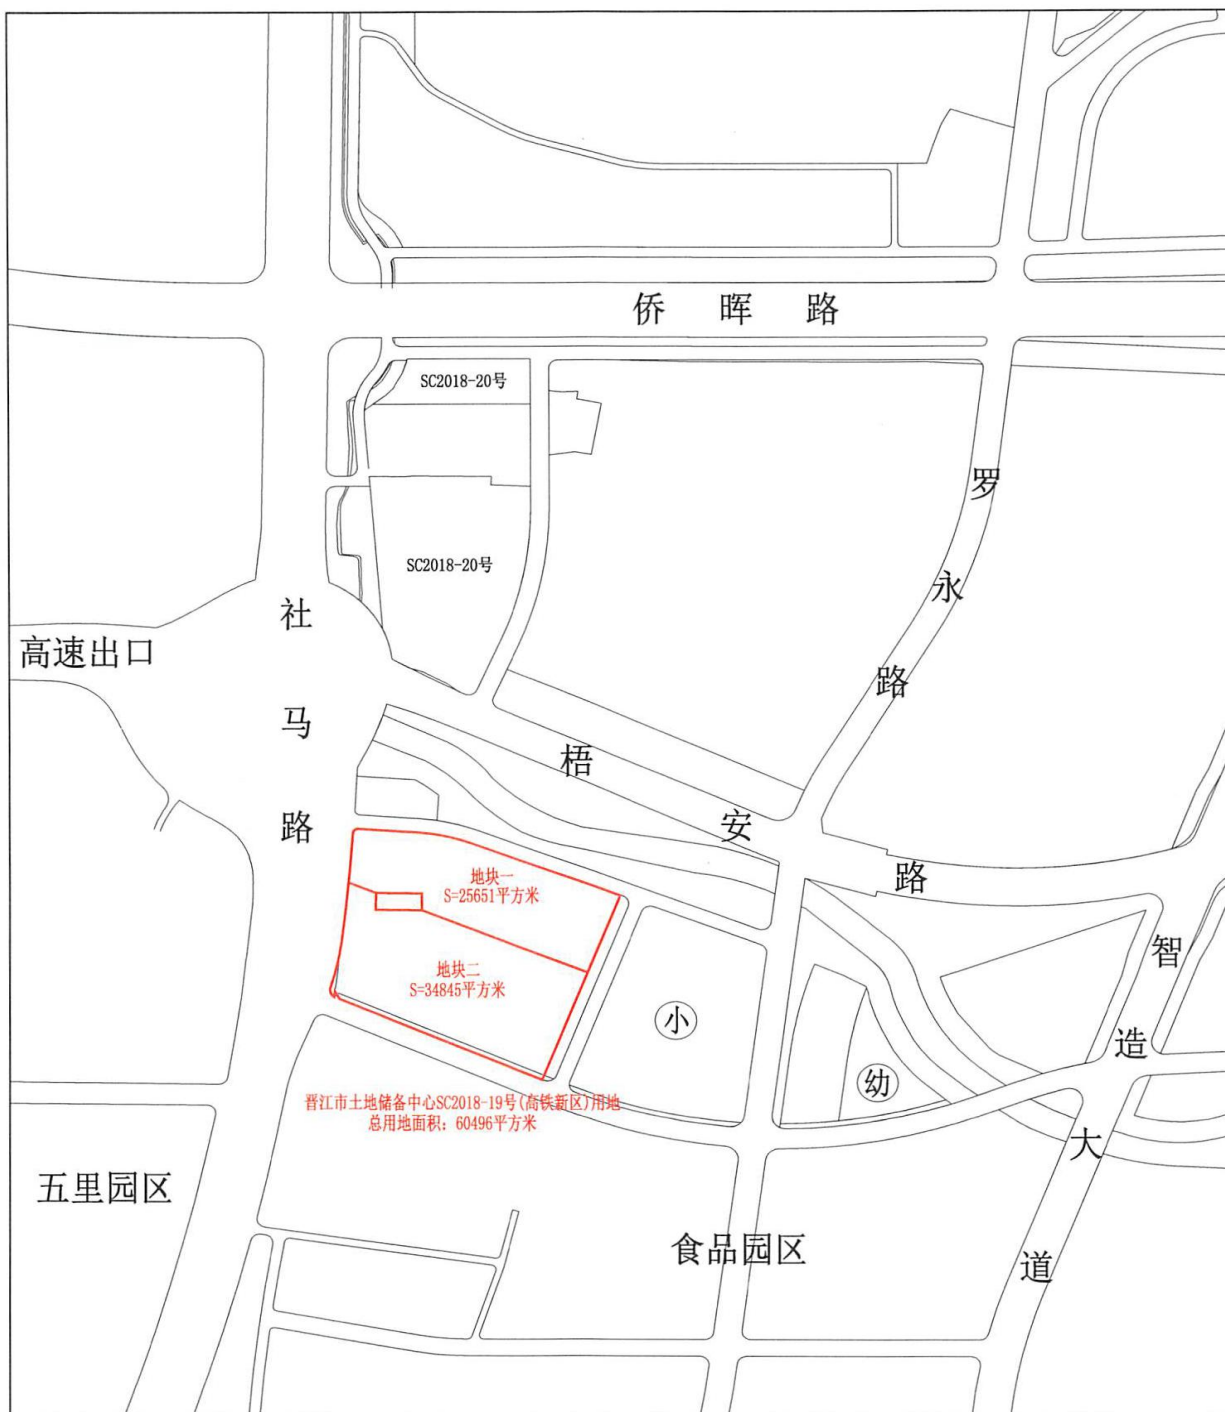 侨晖路
SC2018-20号
罗永路
SC2018-20号
社马路
高速出口
梧安路
地块一
S=25651平方米
智造大道
地块二
S=34845平方米
小
幼
晋江市土地储备中心SC2018-19号(高铁新区)用地
总用地面积：60496平方米
五里园区
食品园区